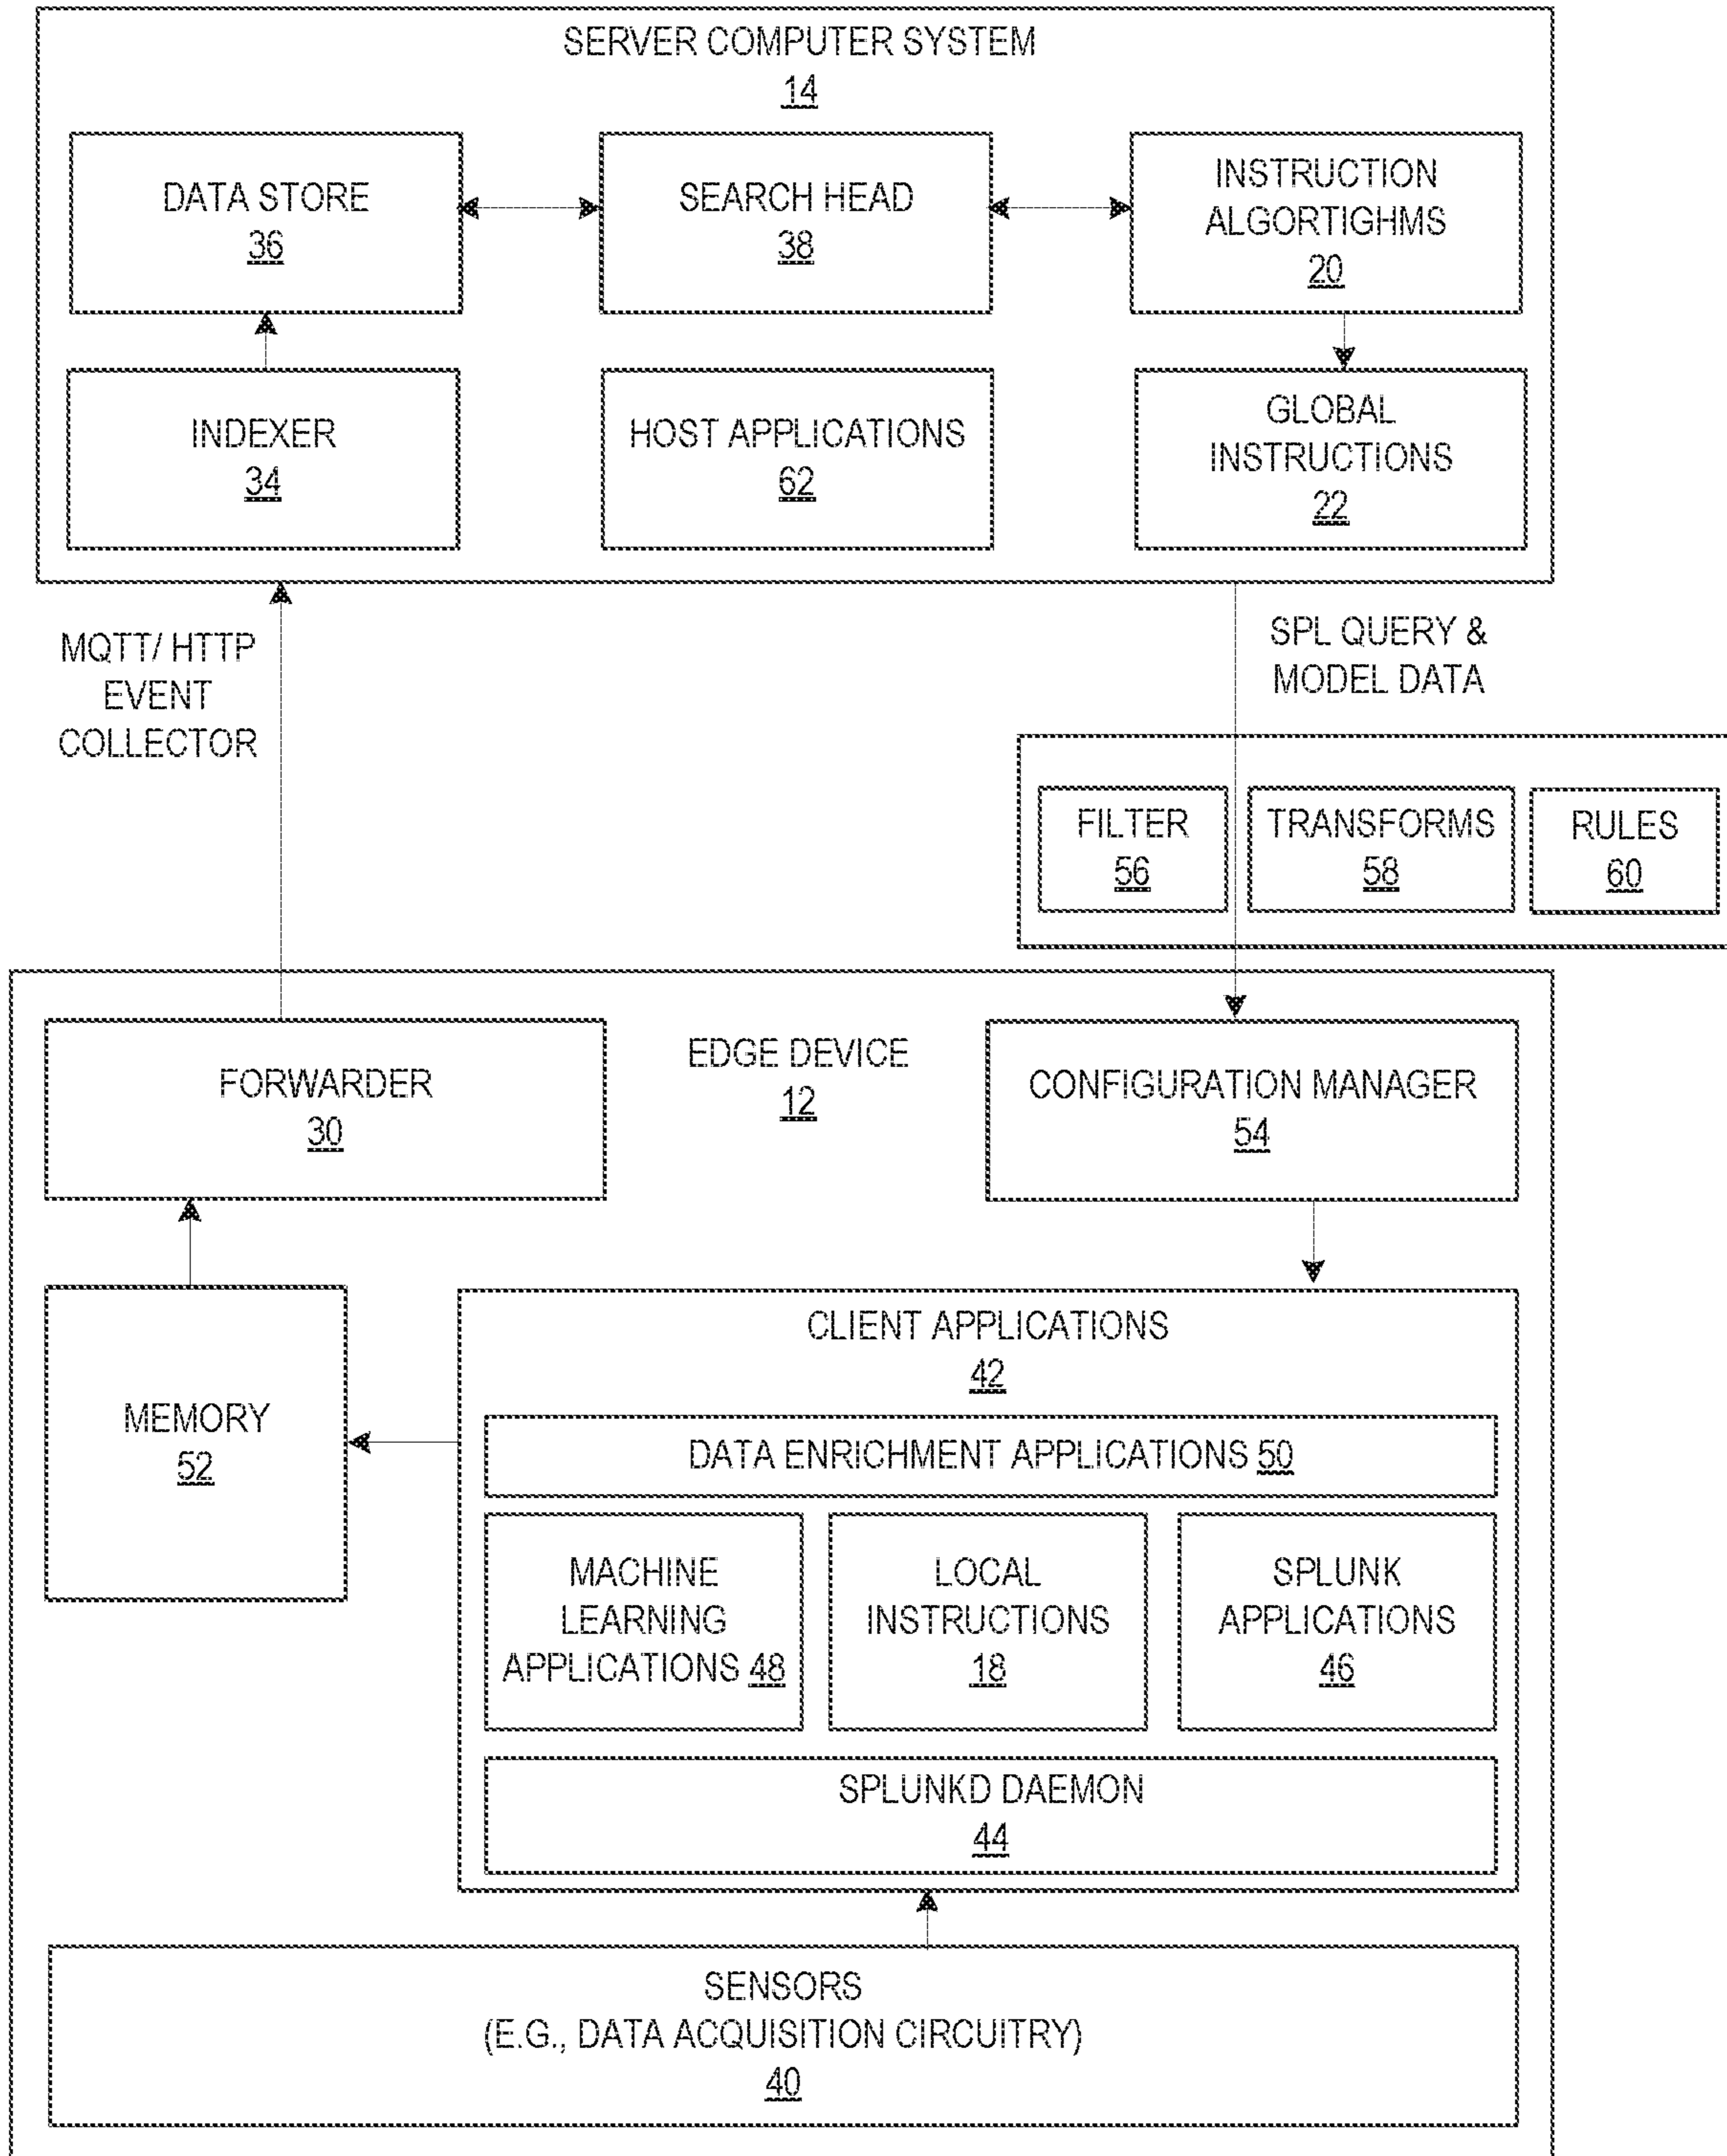 SERVER COMPUTER SYSTEM
14
DATA STORE
36
SEARCH HEAD
38
INSTRUCTION
ALGORTIGHMS
20
INDEXER
34
HOST APPLICATIONS
62
GLOBAL
INSTRUCTIONS
22
MQTT/ HTTP
EVENT
COLLECTOR
SPL QUERY &
MODEL DATA
FILTER
56
TRANSFORMS
58
RULES
60
FORWARDER
30
EDGE DEVICE
12
CONFIGURATION MANAGER
54
MEMORY
52
CLIENT APPLICATIONS
42
DATA ENRICHMENT APPLICATIONS 50
MACHINE
LEARNING
APPLICATIONS 48
LOCAL
INSTRUCTIONS
18
SPLUNK
APPLICATIONS
46
SPLUNKD DAEMON
44
SENSORS
(E.G., DATA ACQUISITION CIRCUITRY)
40